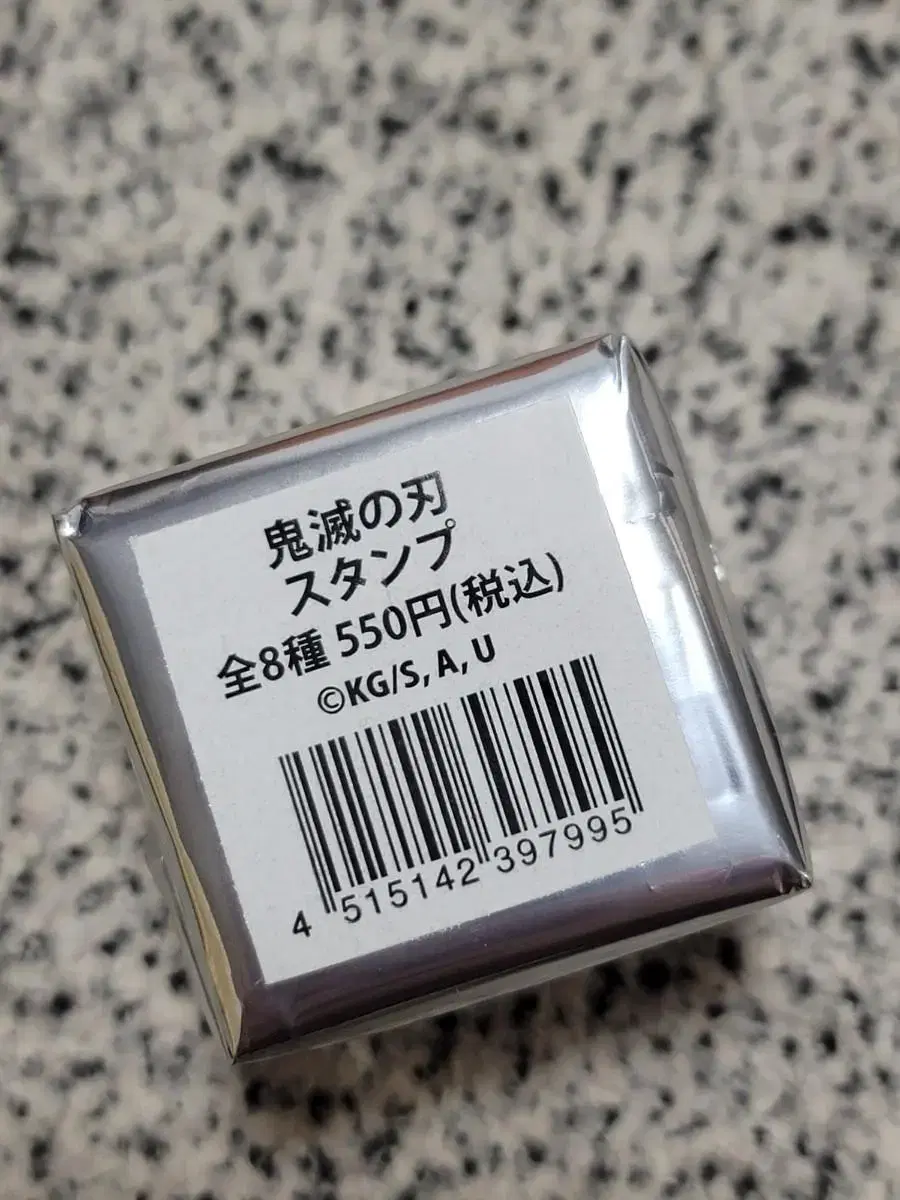 鬼滅の刃
スタンプ
全8種 550円(税込)
©KG/S, A, U
4 515142 397995